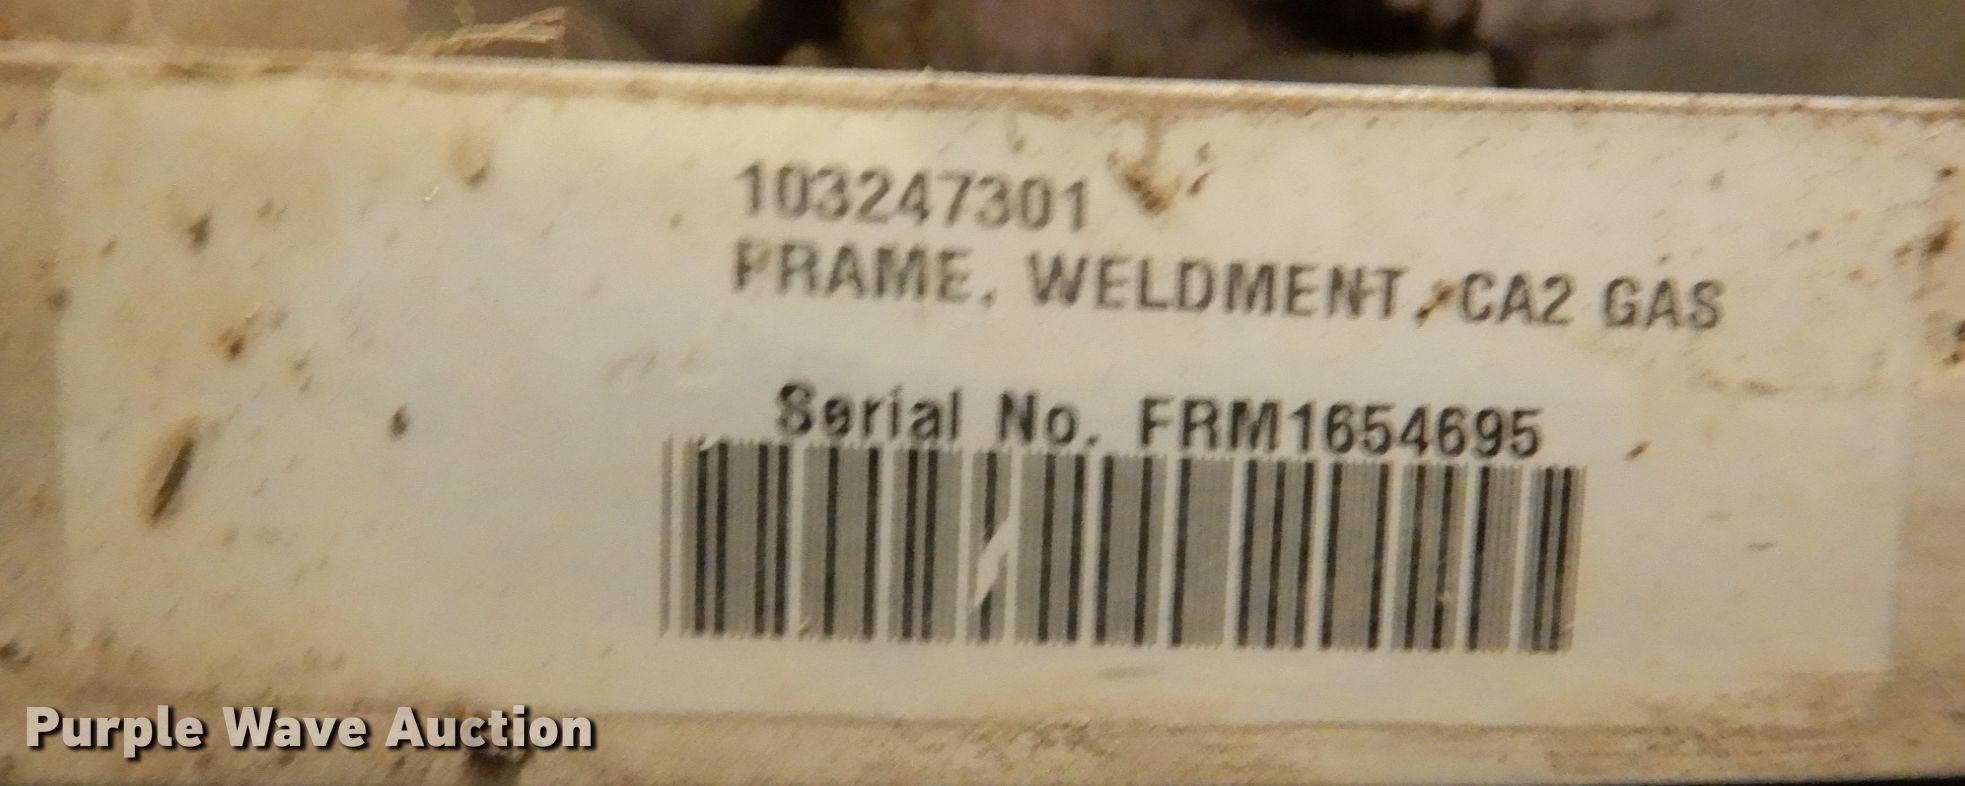 103247301
FRAME, WELDMENT, CA2 GAS
Serial No. FRM1654695
Purple Wave Auction